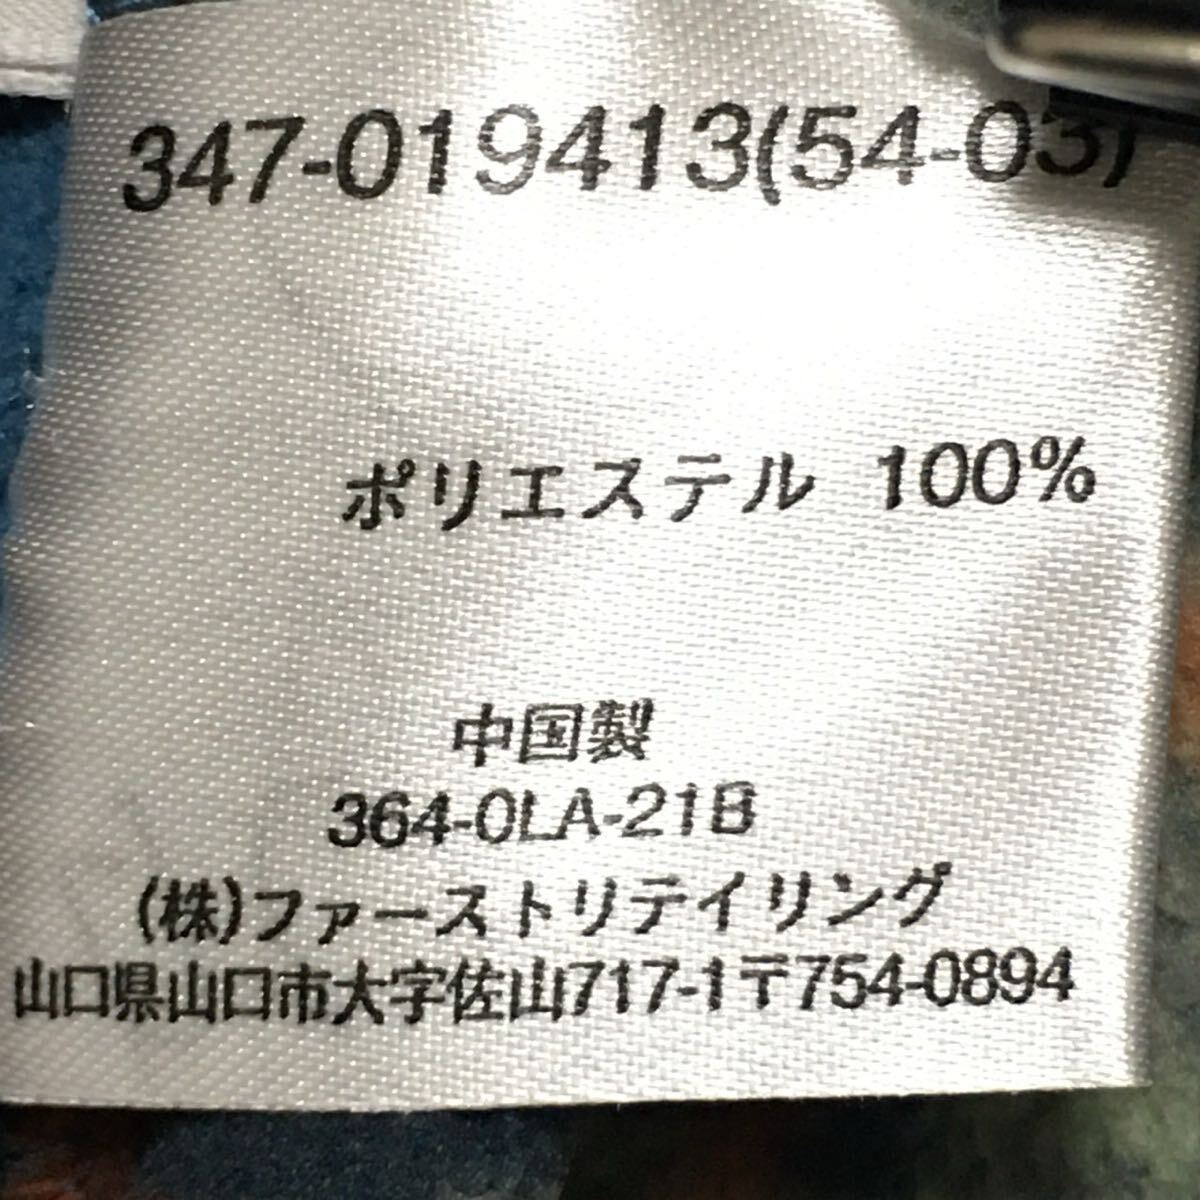 347-019413(54-03)
ポリエステル 100%
中国製
364-0LA-21B
(株)ファーストリテイリング
山口県山口市大字佐山717-1〒754-0894